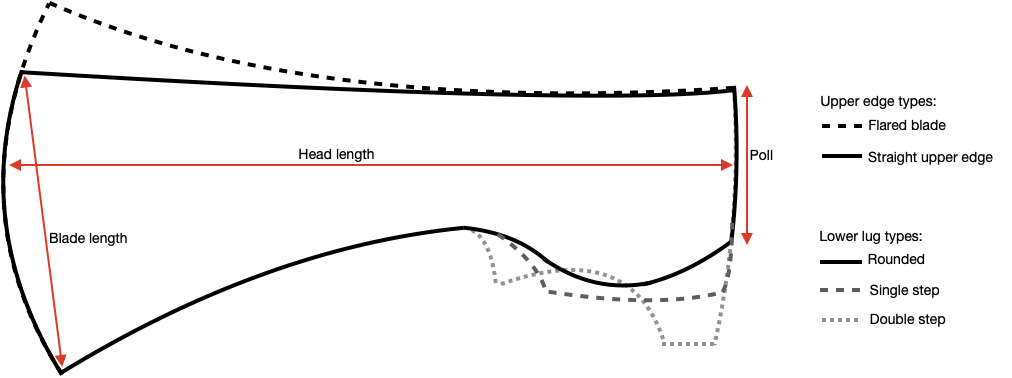 Head length
Poll
Blade length
Upper edge types:
Flared blade
Straight upper edge
Lower lug types:
Rounded
Single step
Double step